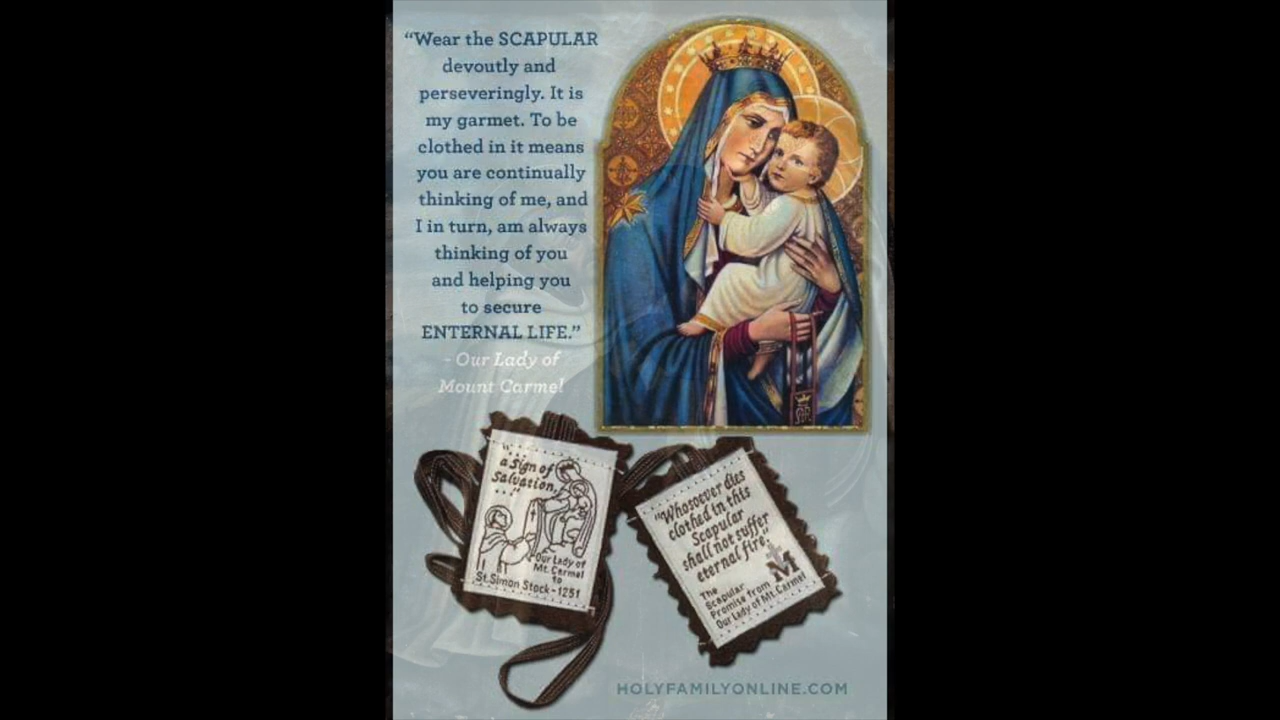 “Wear the SCAPULAR
devoutly and
perseveringly. It is
my garmet. To be
clothed in it means
you are continually
thinking of me, and
I in turn, am always
thinking of you
and helping you
to secure
ENTERNAL LIFE.”
- Our Lady of
Mount Carmel
"a Sign of
Salvation.
..."
Our Lady of
Mt. Carmel
to
St. Simon Stock-1251
"Whosoever dies
clothed in this
Scapular
shall not suffer
eternal fire."
M
The
Scapular
Promise from
Our Lady of Mt. Carmel
HOLYFAMILYONLINE.COM